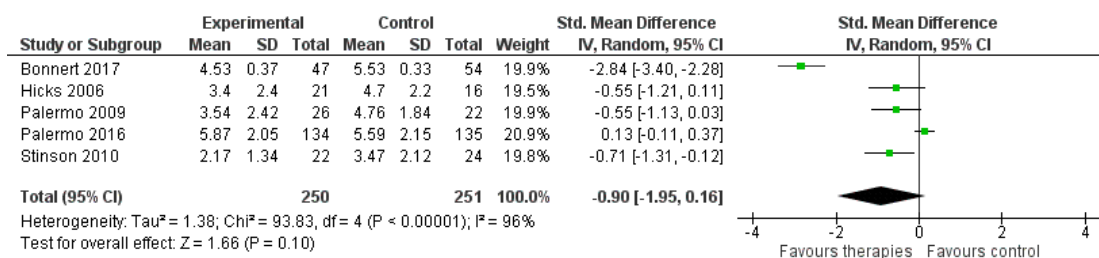 Experimental Control Std. Mean Difference Std. Mean Difference
Study or Subgroup Mean SD Total Mean SD Total Weight IV, Random, 95% CI IV, Random, 95% CI
Bonnert 2017 4.53 0.37 47 5.53 0.33 54 19.9% -2.84 [-3.40, -2.28]
Hicks 2006 3.4 2.4 21 4.7 2.2 16 19.5% -0.55 [-1.21, 0.11]
Palermo 2009 3.54 2.42 26 4.76 1.84 22 19.9% -0.55 [-1.13, 0.03]
Palermo 2016 5.87 2.05 134 5.59 2.15 135 20.9% 0.13 [-0.11, 0.37]
Stinson 2010 2.17 1.34 22 3.47 2.12 24 19.8% -0.71 [-1.31, -0.12]
Total (95% CI) 250 251 100.0% -0.90 [-1.95, 0.16]
Heterogeneity: Tau² = 1.38; Chi² = 93.83, df = 4 (P < 0.00001); I² = 96%
Test for overall effect: Z = 1.66 (P = 0.10)
-4 -2 0 2 4
Favours therapies Favours control